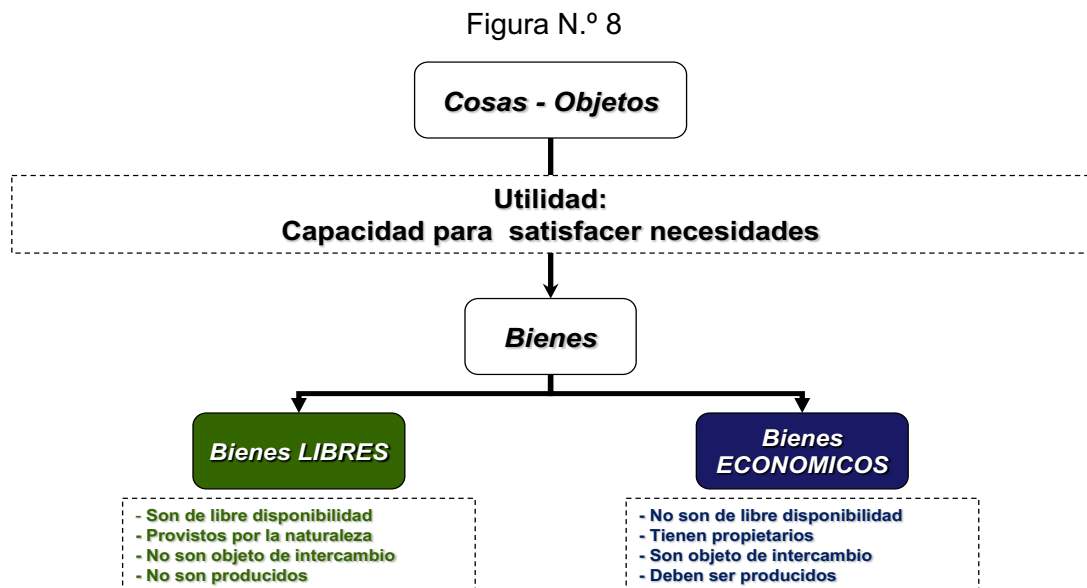 Figura N.º 8
Cosas - Objetos
Utilidad:
Capacidad para satisfacer necesidades
Bienes
Bienes LIBRES
- Son de libre disponibilidad
- Provistos por la naturaleza
- No son objeto de intercambio
- No son producidos
Bienes
ECONOMICOS
- No son de libre disponibilidad
- Tienen propietarios
- Son objeto de intercambio
- Deben ser producidos